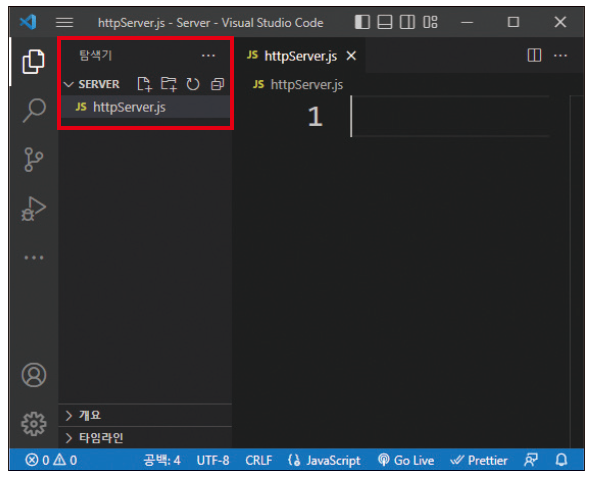 httpServer.js - Server - Visual Studio Code
탐색기
SERVER
JS httpServer.js
JS httpServer.js
JS httpServer.js
1
개요
타임라인
0 0 공백: 4 UTF-8 CRLF JavaScript Go Live Prettier